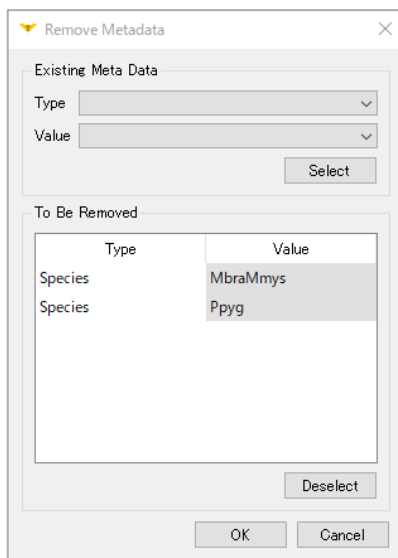 Remove Metadata
Existing Meta Data
Type
Value
Select
To Be Removed
Type Value
Species MbraMmys
Species Ppyg
Deselect
OK Cancel